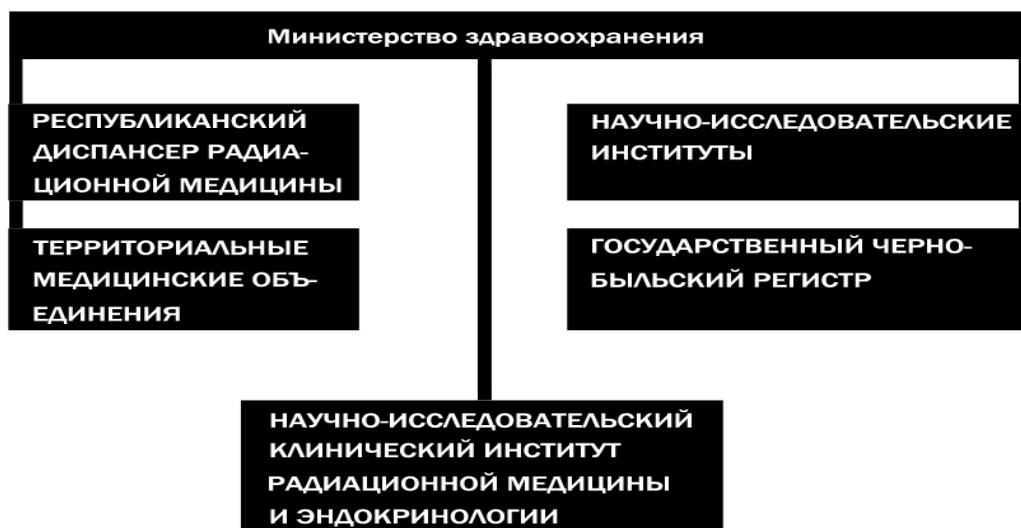 Министерство здравоохранения
РЕСПУБЛИКАНСКИЙ
ДИСПАНСЕР РАДИА-
ЦИОННОЙ МЕДИЦИНЫ
НАУЧНО-ИССЛЕДОВАТЕЛЬСКИЕ
ИНСТИТУТЫ
ТЕРРИТОРИАЛЬНЫЕ
МЕДИЦИНСКИЕ ОБЪ-
ЕДИНЕНИЯ
ГОСУДАРСТВЕННЫЙ ЧЕРНО-
БЫЛЬСКИЙ РЕГИСТР
НАУЧНО-ИССЛЕДОВАТЕЛЬСКИЙ
КЛИНИЧЕСКИЙ ИНСТИТУТ
РАДИАЦИОННОЙ МЕДИЦИНЫ
И ЭНДОКРИНОЛОГИИ